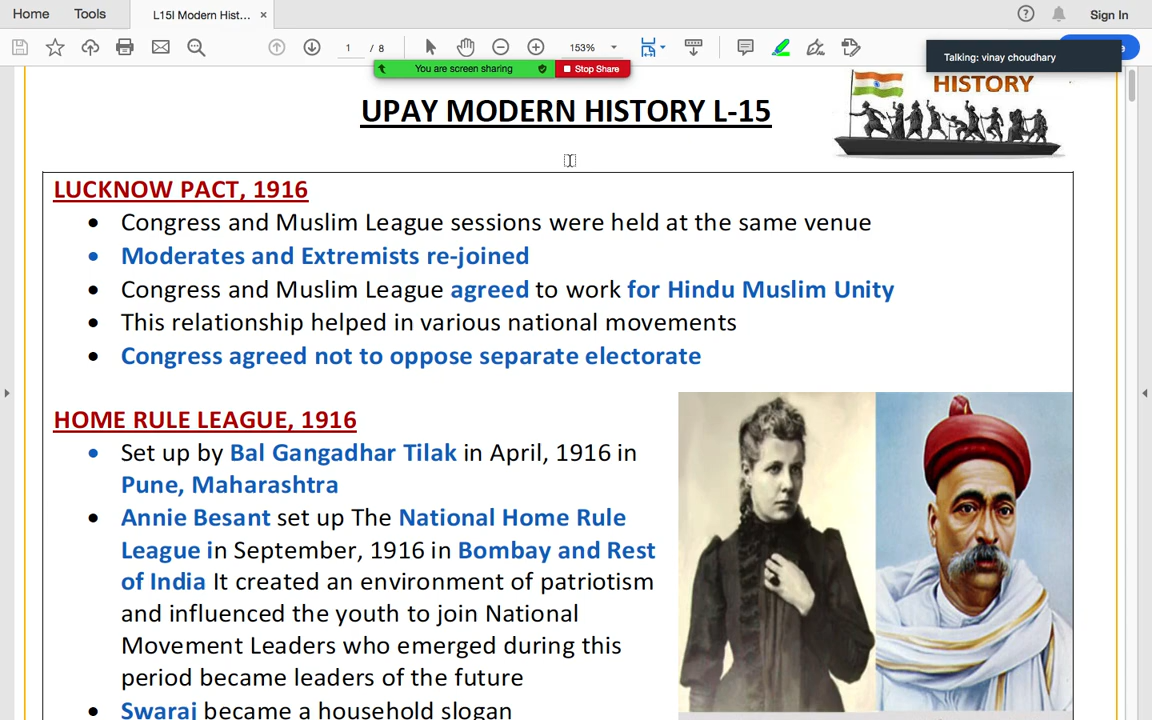 Home Tools L15I Modern Hist... ×
Sign In
1 / 8 153%
Talking: vinay choudhary
You are screen sharing Stop Share
HISTORY
UPAY MODERN HISTORY L-15
LUCKNOW PACT, 1916
• Congress and Muslim League sessions were held at the same venue
• Moderates and Extremists re-joined
• Congress and Muslim League agreed to work for Hindu Muslim Unity
• This relationship helped in various national movements
• Congress agreed not to oppose separate electorate
HOME RULE LEAGUE, 1916
• Set up by Bal Gangadhar Tilak in April, 1916 in
Pune, Maharashtra
• Annie Besant set up The National Home Rule
League in September, 1916 in Bombay and Rest
of India It created an environment of patriotism
and influenced the youth to join National
Movement Leaders who emerged during this
period became leaders of the future
• Swaraj became a household slogan